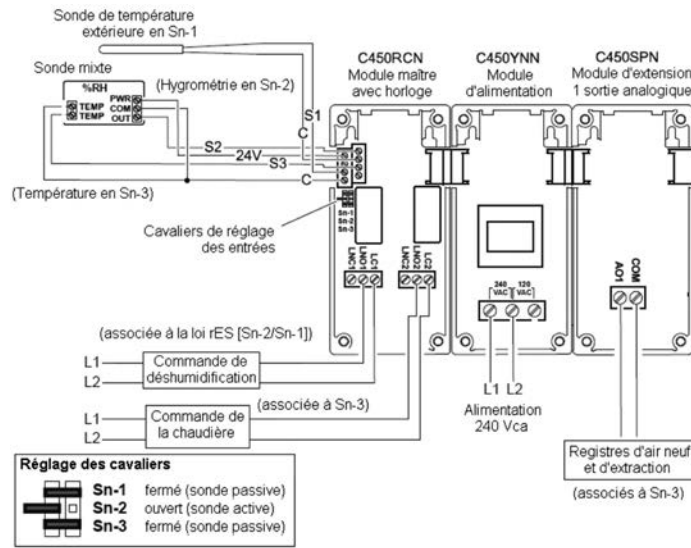 Sonde de température
extérieure en Sn-1
Sonde mixte
%RH
PWR
TEMP COM
TEMP OUT
(Hygrométrie en Sn-2)
S1
C
S2
24V
S3
C
(Température en Sn-3)
Cavaliers de réglage
des entrées
C450RCN
Module maître
avec horloge
C450YNN
Module
d'alimentation
C450SPN
Module d'extension
1 sortie analogique
Sn-1
Sn-2
Sn-3
LNC1
LNO1
LC1
LNC2
LNO2
LC2
240 120
VAC VAC
AO1
COM
(associée à la loi rES [Sn-2/Sn-1])
L1
L2
Commande de
déshumidification
(associée à Sn-3)
L1
L2
Commande de
la chaudière
L1 L2
Alimentation
240 Vca
Registres d'air neuf
et d'extraction
(associés à Sn-3)
Réglage des cavaliers
Sn-1 fermé (sonde passive)
Sn-2 ouvert (sonde active)
Sn-3 fermé (sonde passive)